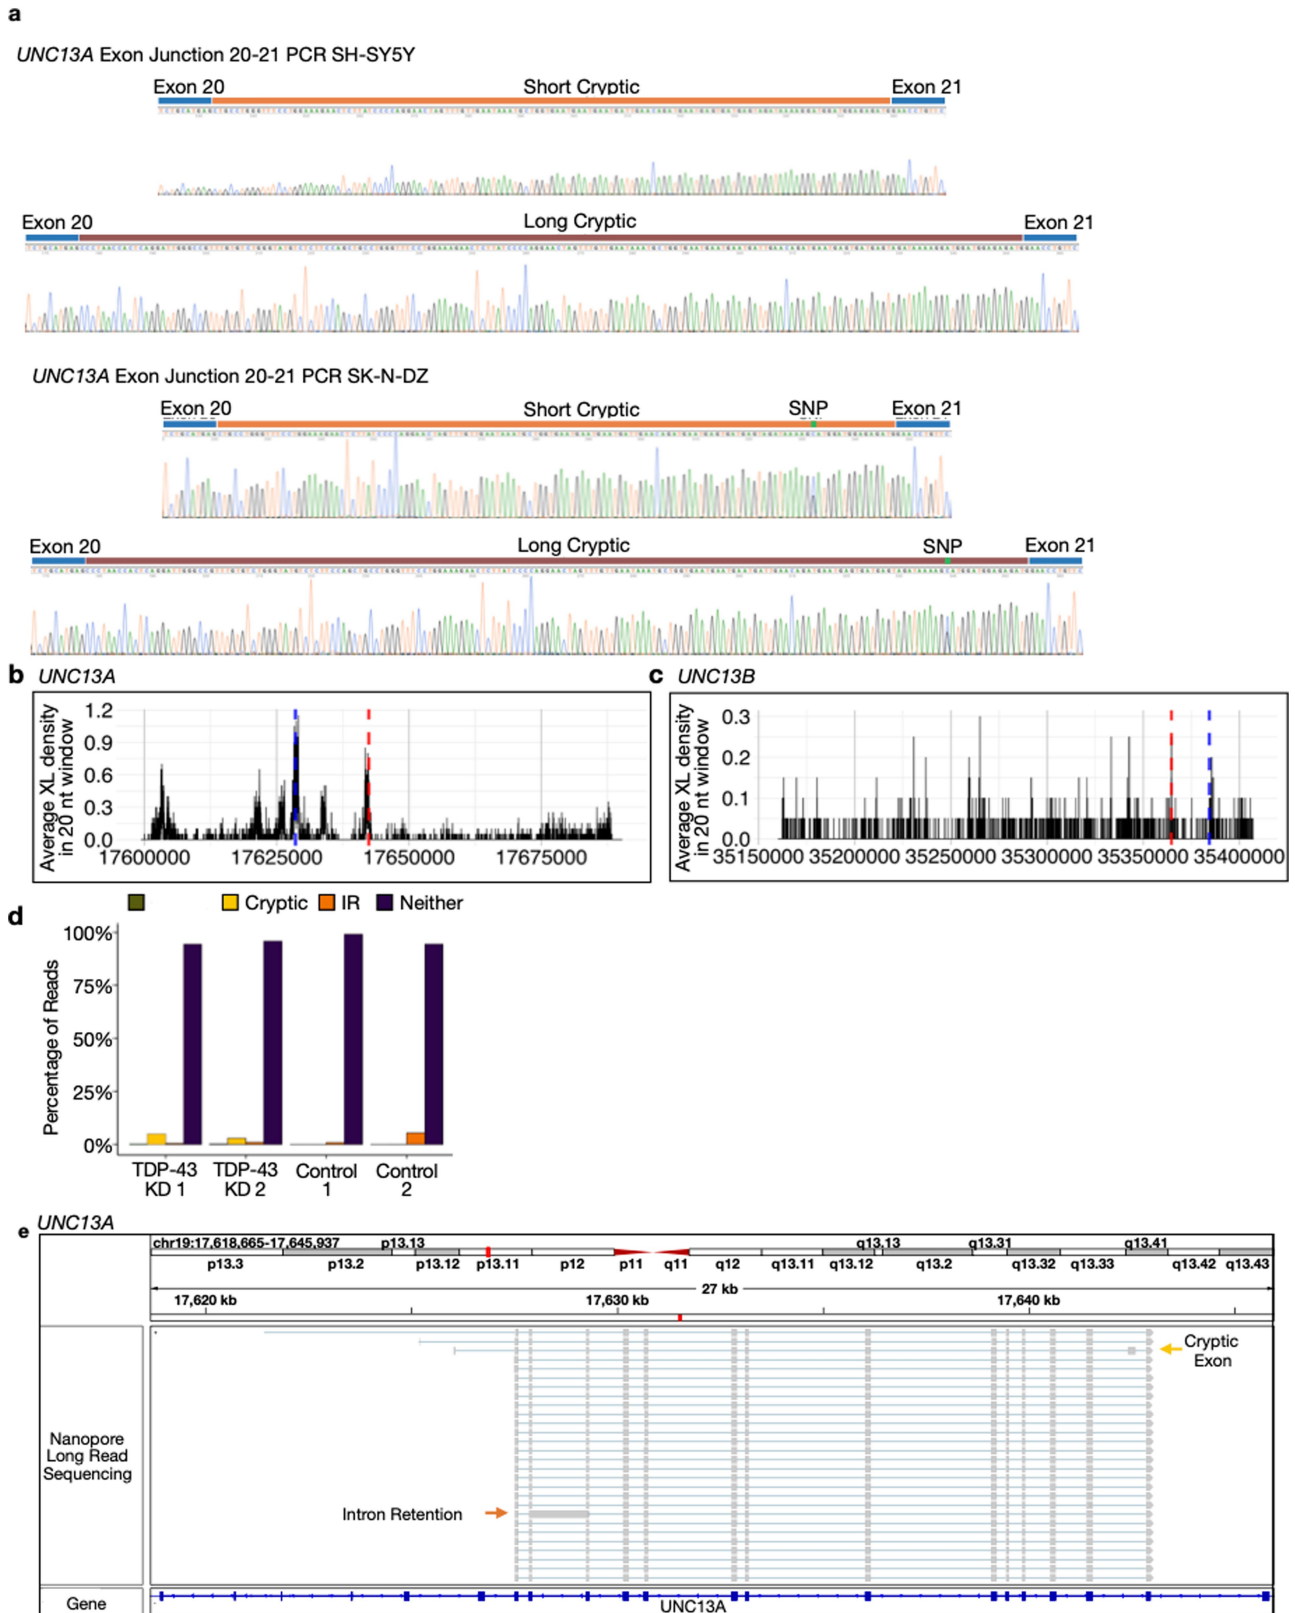 a
UNC13A Exon Junction 20-21 PCR SH-SY5Y
Exon 20 Short Cryptic Exon 21
Exon 20 Long Cryptic Exon 21
UNC13A Exon Junction 20-21 PCR SK-N-DZ
Exon 20 Short Cryptic SNP Exon 21
Exon 20 Long Cryptic SNP Exon 21
b UNC13A
Average XL density
in 20 nt window
1.2
0.9
0.6
0.3
0.0
17600000 17625000 17650000 17675000
c UNC13B
Average XL density
in 20 nt window
0.3
0.2
0.1
0.0
35150000 35200000 35250000 35300000 35350000 35400000
d
Cryptic IR Neither
Percentage of Reads
100%
75%
50%
25%
0%
TDP-43 TDP-43 Control Control
KD 1 KD 2 1 2
e UNC13A
chr19:17,618,665-17,645,937 p13.13 q13.13 q13.31 q13.41
p13.3 p13.2 p13.12 p13.11 p12 p11 q11 q12 q13.11 q13.12 q13.2 q13.32 q13.33 q13.42 q13.43
27 kb
17,620 kb 17,630 kb 17,640 kb
Cryptic
Exon
Nanopore
Long Read
Sequencing
Intron Retention
Gene
UNC13A